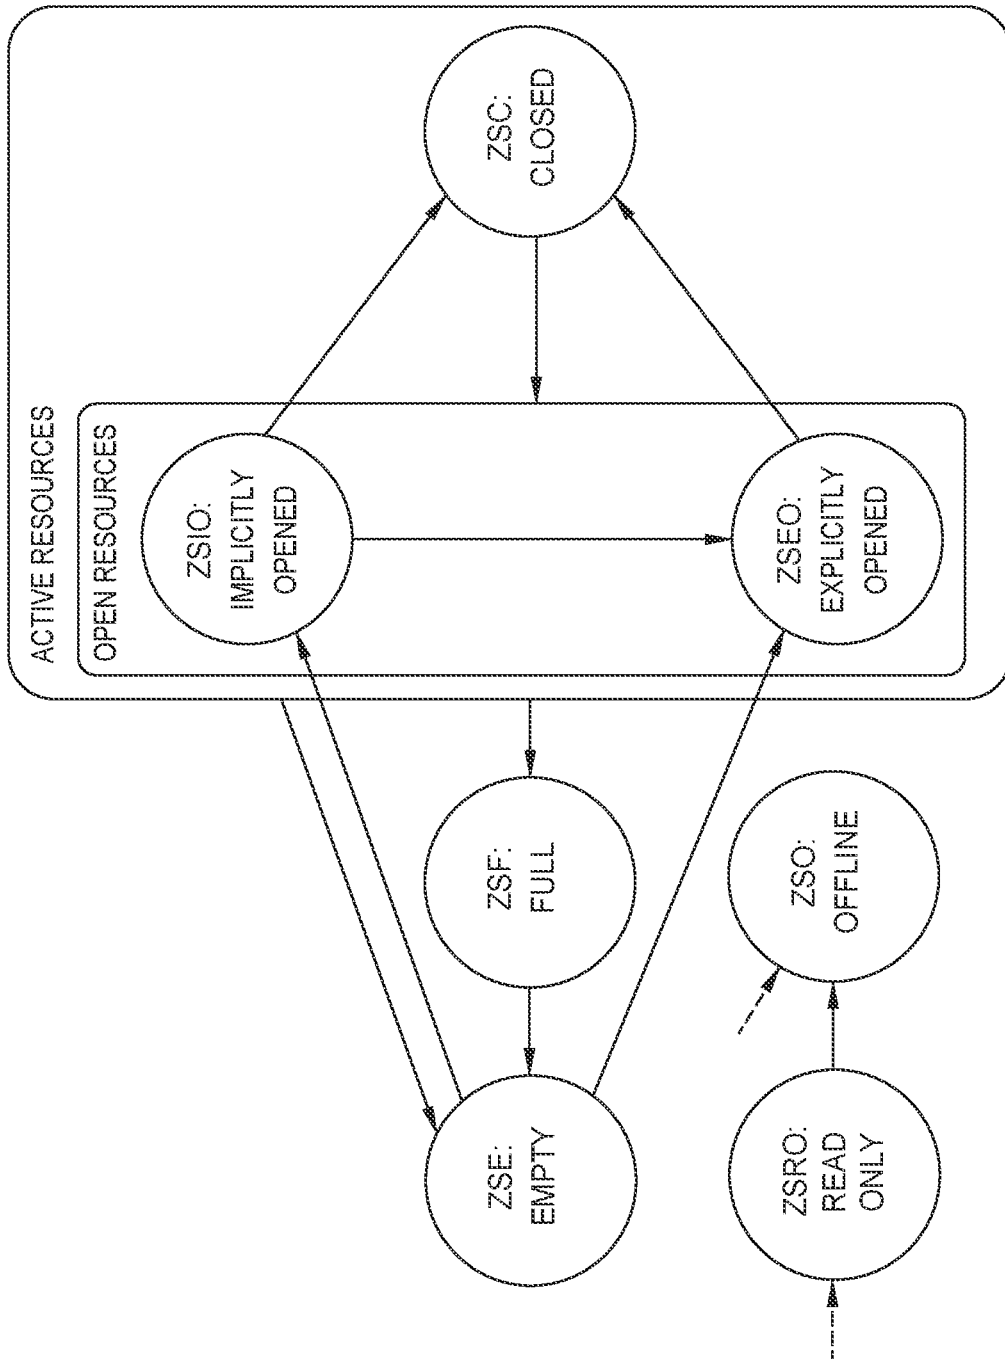 ACTIVE RESOURCES
OPEN RESOURCES
ZSIO:
IMPLICITLY
OPENED
ZSC:
CLOSED
ZSE:
EMPTY
ZSF:
FULL
ZSEO:
EXPLICITLY
OPENED
ZSRO:
READ
ONLY
ZSO:
OFFLINE